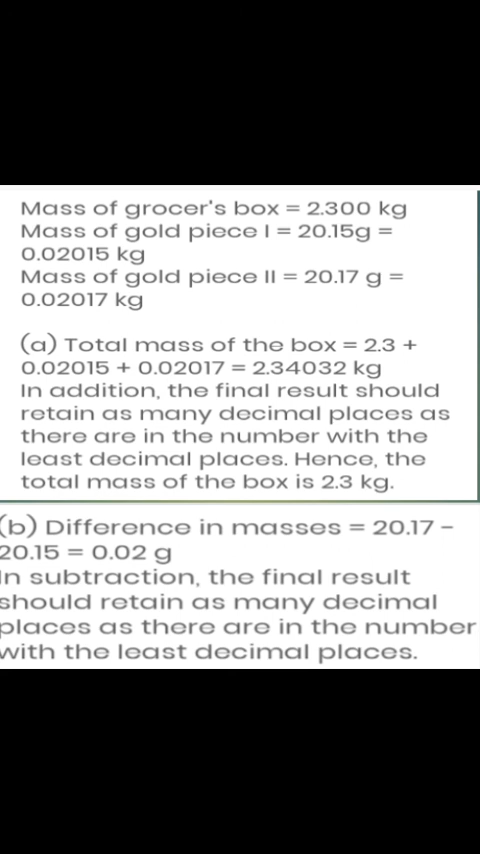 Mass of grocer's box = 2.300 kg
Mass of gold piece I = 20.15g =
0.02015 kg
Mass of gold piece II = 20.17 g =
0.02017 kg
(a) Total mass of the box = 2.3 +
0.02015 + 0.02017 = 2.34032 kg
In addition, the final result should
retain as many decimal places as
there are in the number with the
least decimal places. Hence, the
total mass of the box is 2.3 kg.
(b) Difference in masses = 20.17 -
20.15 = 0.02 g
In subtraction, the final result
should retain as many decimal
places as there are in the number
with the least decimal places.